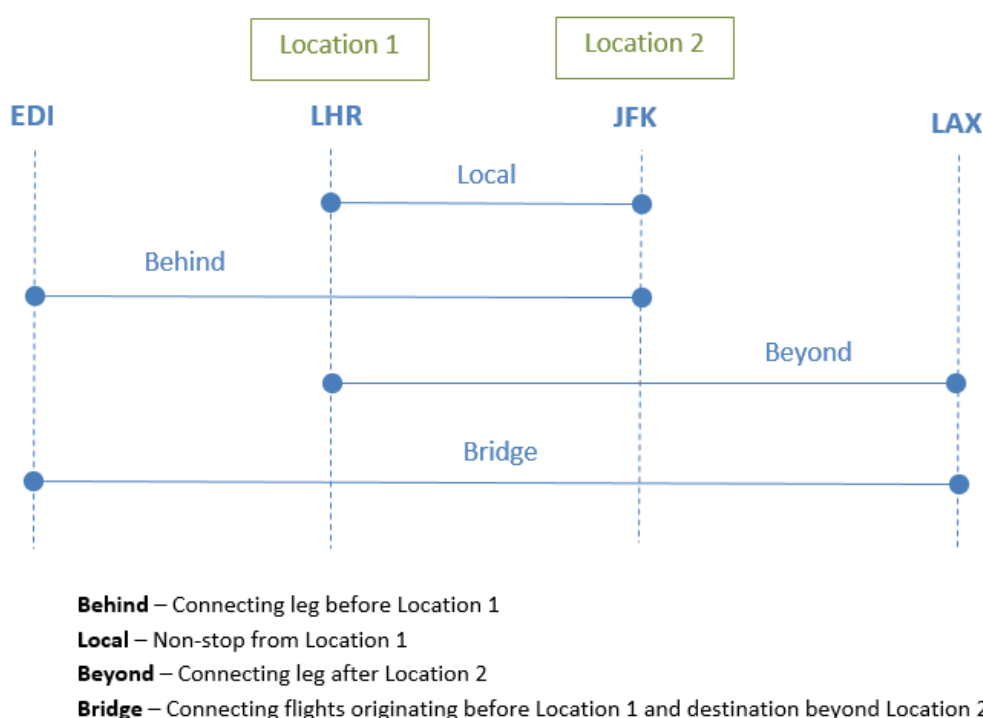 Location 1
Location 2
EDI
LHR
JFK
LAX
Local
Behind
Beyond
Bridge
Behind – Connecting leg before Location 1
Local – Non-stop from Location 1
Beyond – Connecting leg after Location 2
Bridge – Connecting flights originating before Location 1 and destination beyond Location 2